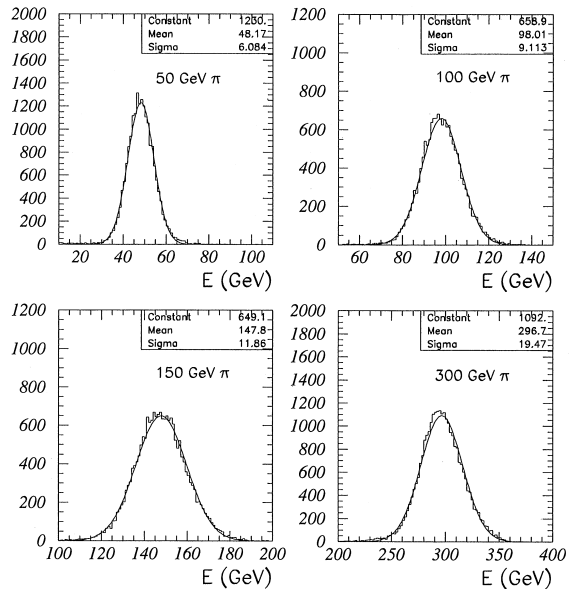 Constant 1230.
Mean 48.17
Sigma 6.084
50 GeV π
2000
1800
1600
1400
1200
1000
800
600
400
200
0
20 40 60 80 100
E (GeV)
Constant 658.9
Mean 98.01
Sigma 9.113
100 GeV π
1200
1000
800
600
400
200
0
60 80 100 120 140
E (GeV)
Constant 649.1
Mean 147.8
Sigma 11.86
150 GeV π
1200
1000
800
600
400
200
0
100 120 140 160 180 200
E (GeV)
Constant 1092.
Mean 296.7
Sigma 19.47
300 GeV π
2000
1800
1600
1400
1200
1000
800
600
400
200
0
200 250 300 350 400
E (GeV)